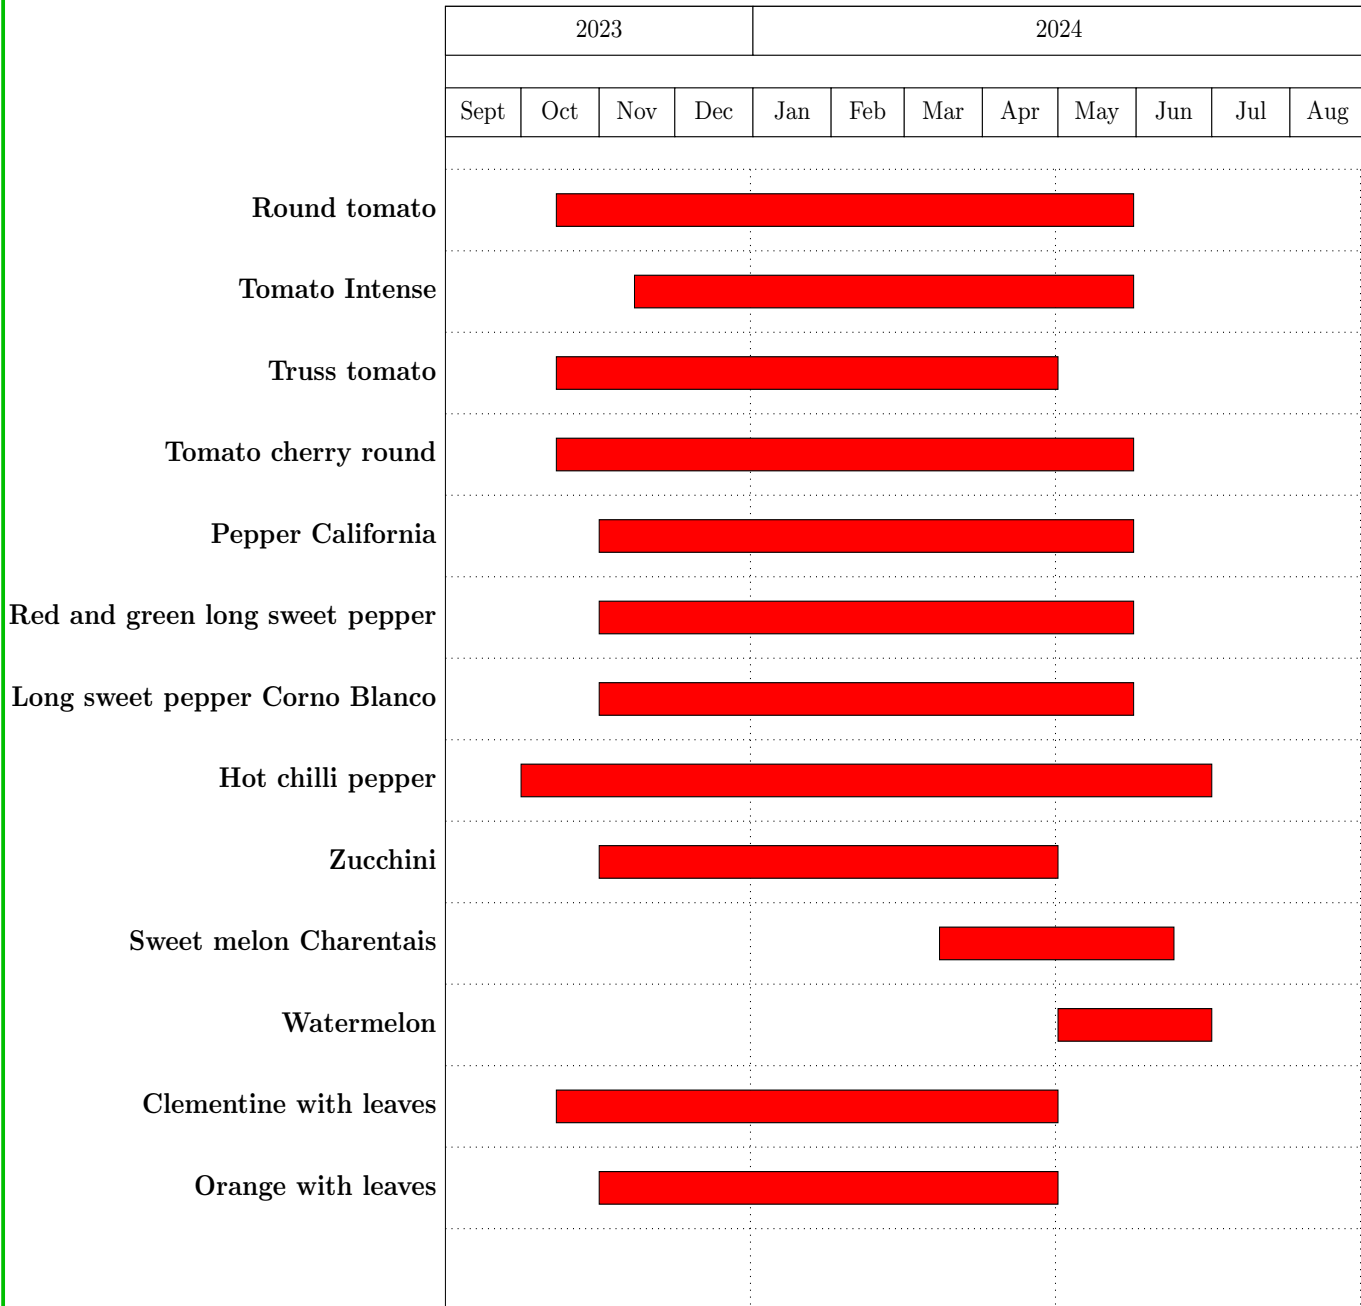 2023 2024
Sept Oct Nov Dec Jan Feb Mar Apr May Jun Jul Aug
Round tomato
Tomato Intense
Truss tomato
Tomato cherry round
Pepper California
Red and green long sweet pepper
Long sweet pepper Corno Blanco
Hot chilli pepper
Zucchini
Sweet melon Charentais
Watermelon
Clementine with leaves
Orange with leaves